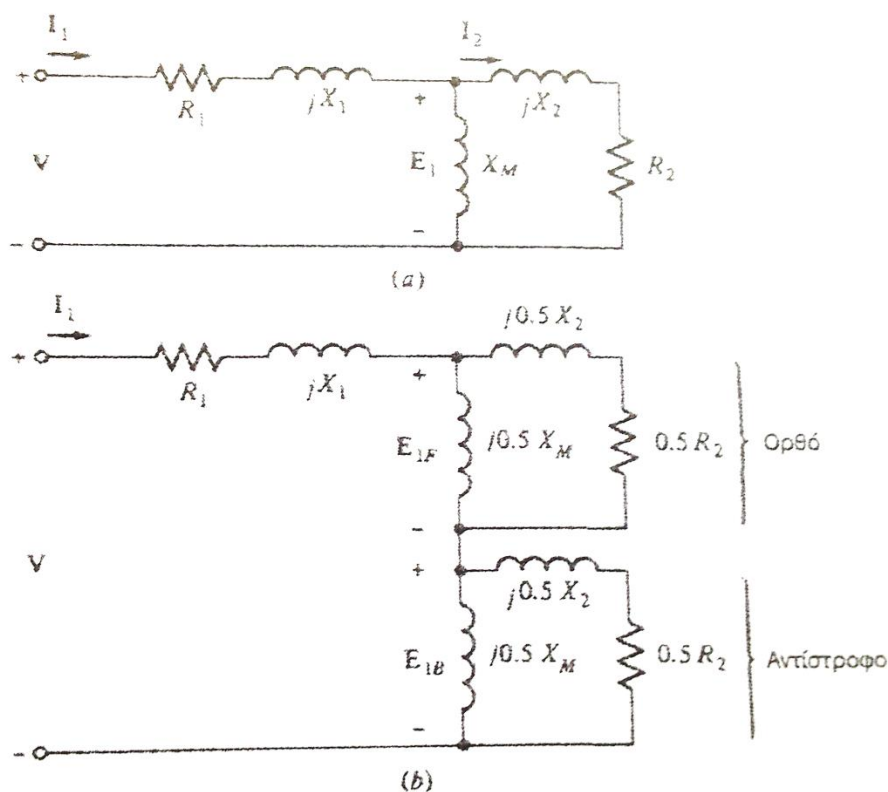 I₁ I₂
+ R₁ jX₁ + jX₂
V E₁ X_M R₂
- -
(a)
I₁ j0.5 X₂
+ R₁ jX₁ +
E₁F j0.5 X_M 0.5 R₂ Ορθό
-
V +
j0.5 X₂
E₁B j0.5 X_M 0.5 R₂ Αντίστροφο
- -
(b)